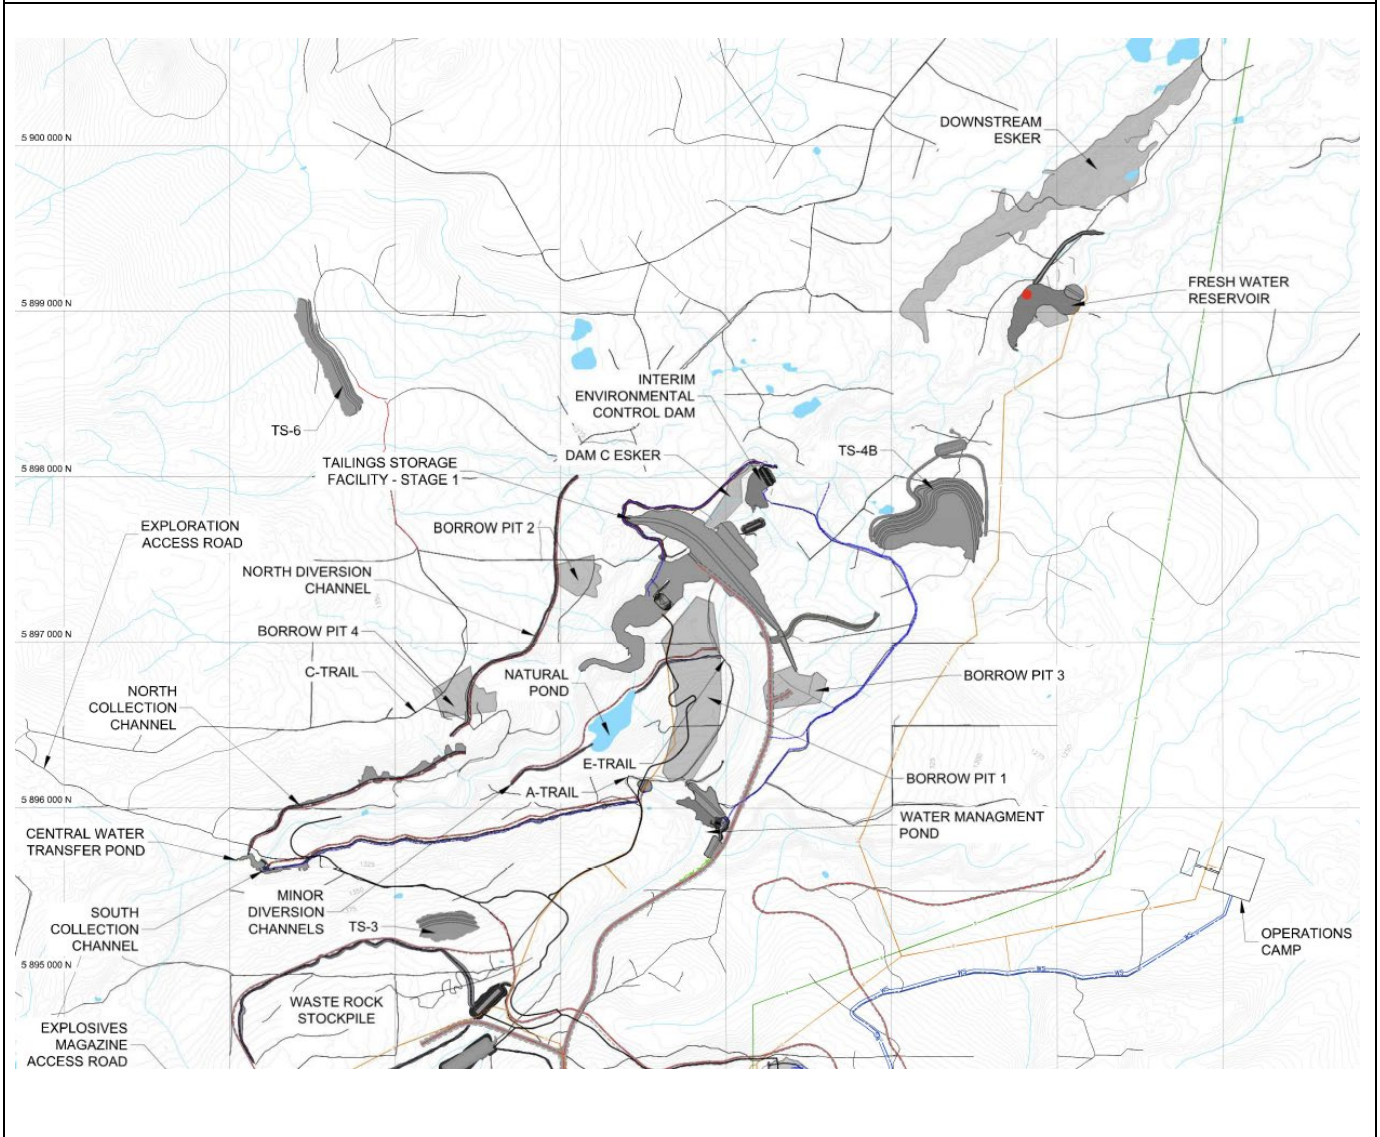 5 900 000 N
DOWNSTREAM
ESKER
5 899 000 N
FRESH WATER
RESERVOIR
INTERIM
ENVIRONMENTAL
CONTROL DAM
TS-6
DAM C ESKER
TS-4B
5 898 000 N
TAILINGS STORAGE
FACILITY - STAGE 1
EXPLORATION
ACCESS ROAD
BORROW PIT 2
NORTH DIVERSION
CHANNEL
5 897 000 N
BORROW PIT 4
C-TRAIL
NATURAL
POND
BORROW PIT 3
NORTH
COLLECTION
CHANNEL
E-TRAIL
A-TRAIL
BORROW PIT 1
5 896 000 N
WATER MANAGMENT
POND
CENTRAL WATER
TRANSFER POND
1325
1350
MINOR
DIVERSION
CHANNELS
SOUTH
COLLECTION
CHANNEL
TS-3
OPERATIONS
CAMP
5 895 000 N
WASTE ROCK
STOCKPILE
EXPLOSIVES
MAGAZINE
ACCESS ROAD